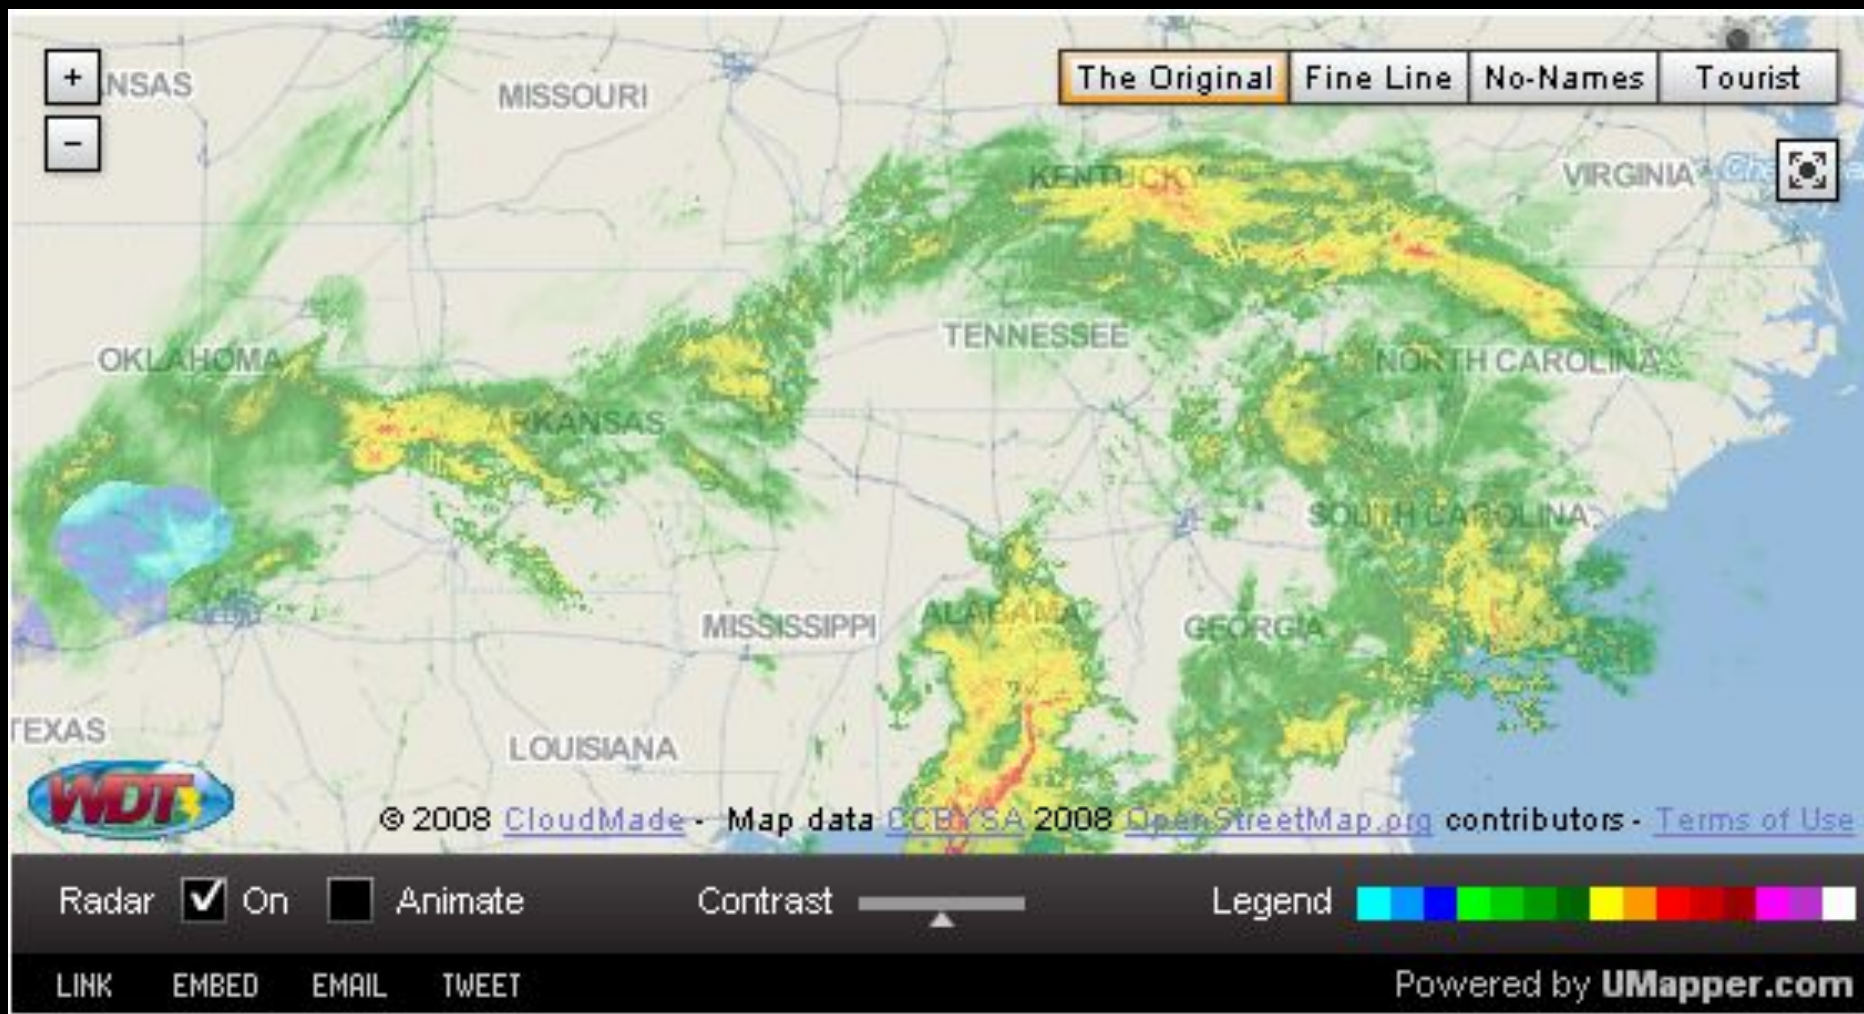 +
NSAS
MISSOURI
The Original
Fine Line
No-Names
Tourist
−
KENTUCKY
VIRGINIA
OKLAHOMA
TENNESSEE
NORTH CAROLINA
ARKANSAS
SOUTH CAROLINA
MISSISSIPPI
ALABAMA
GEORGIA
TEXAS
LOUISIANA
WDT
© 2008 CloudMade - Map data CCBYSA 2008 OpenStreetMap.org contributors - Terms of Use
Radar On Animate Contrast Legend
LINK EMBED EMAIL TWEET Powered by UMapper.com